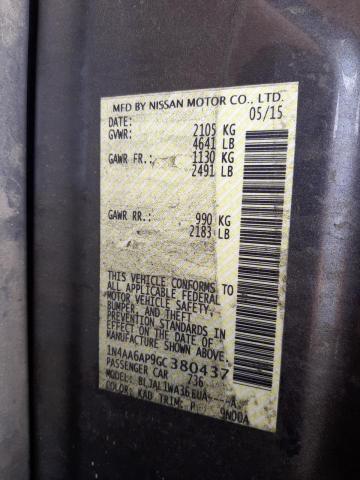 MFD BY NISSAN MOTOR CO., LTD.
DATE: 05/15
GVWR: 2105 KG
4641 LB
GAWR FR.: 1130 KG
2491 LB
GAWR RR.: 990 KG
2183 LB
THIS VEHICLE CONFORMS TO
ALL APPLICABLE FEDERAL
MOTOR VEHICLE SAFETY,
BUMPER, AND THEFT
PREVENTION STANDARDS IN
EFFECT ON THE DATE OF
MANUFACTURE SHOWN ABOVE.
1N4AA6AP9GC380437
PASSENGER CAR 736
MODEL: BLJALIWA36EUA----A
COLOR: KAD TRIM: P 9N00A